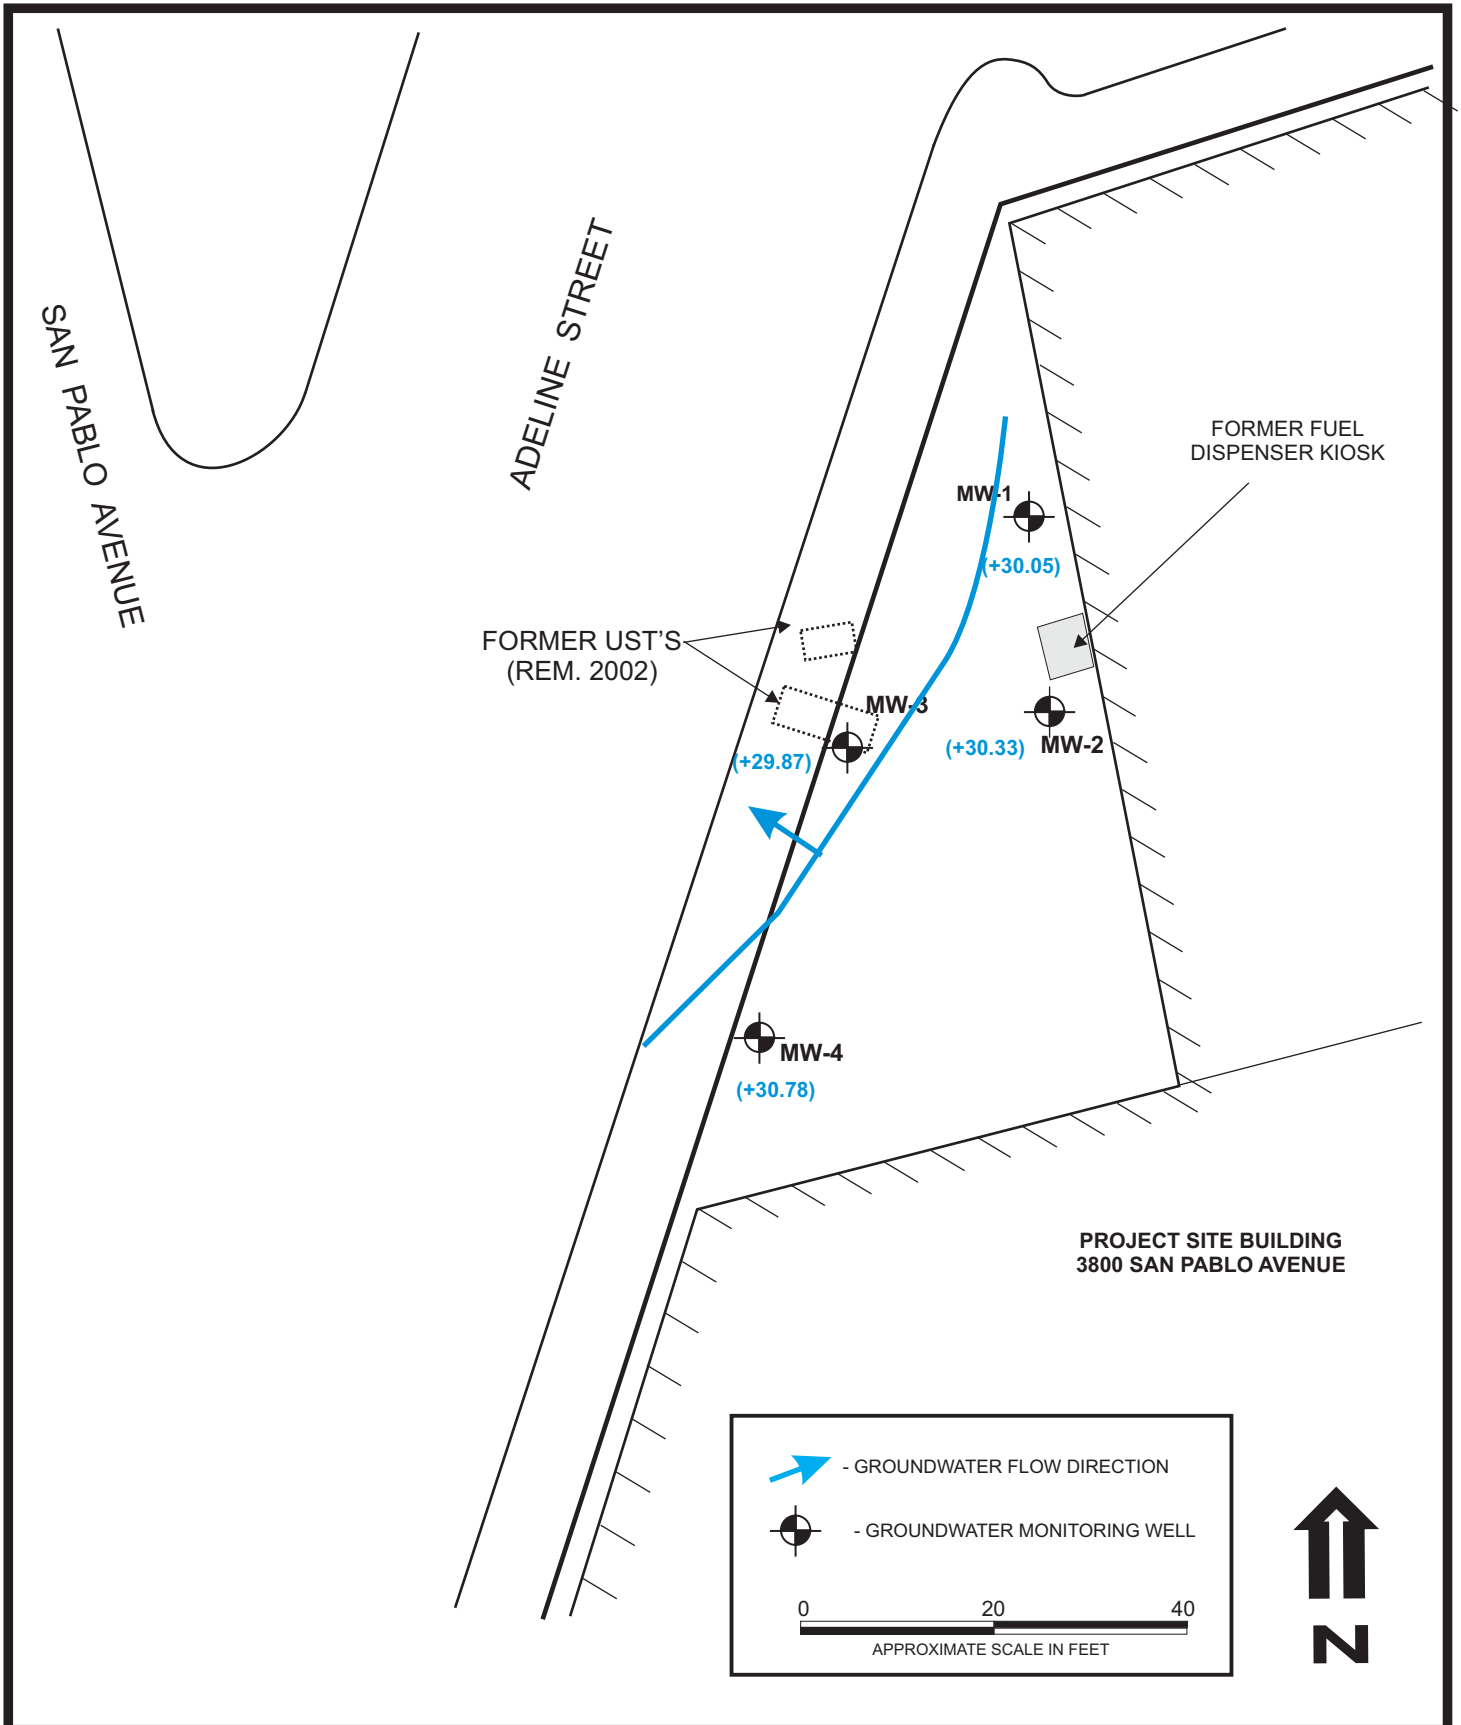 SAN PABLO AVENUE
ADELINE STREET
FORMER FUEL
DISPENSER KIOSK
MW-1
(+30.05)
FORMER UST'S
(REM. 2002)
MW-3
(+29.87)
(+30.33)
MW-2
MW-4
(+30.78)
PROJECT SITE BUILDING
3800 SAN PABLO AVENUE
- GROUNDWATER FLOW DIRECTION
- GROUNDWATER MONITORING WELL
0 20 40
APPROXIMATE SCALE IN FEET
N